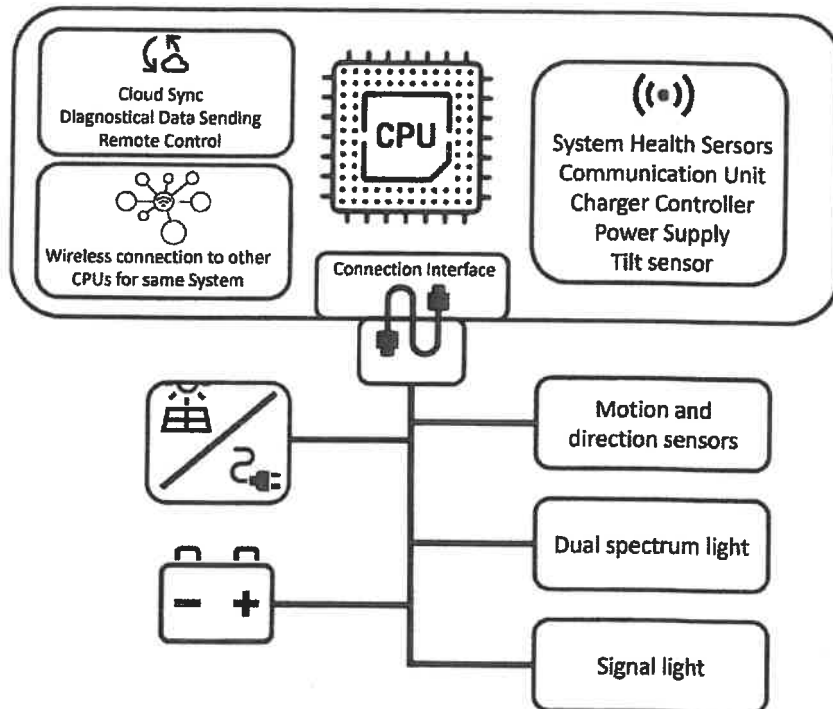 Cloud Sync
Diagnostical Data Sending
Remote Control
Wireless connection to other
CPUs for same System
CPU
System Health Sersors
Communication Unit
Charger Controller
Power Supply
Tilt sensor
Connection Interface
Motion and
direction sensors
Dual spectrum light
Signal light